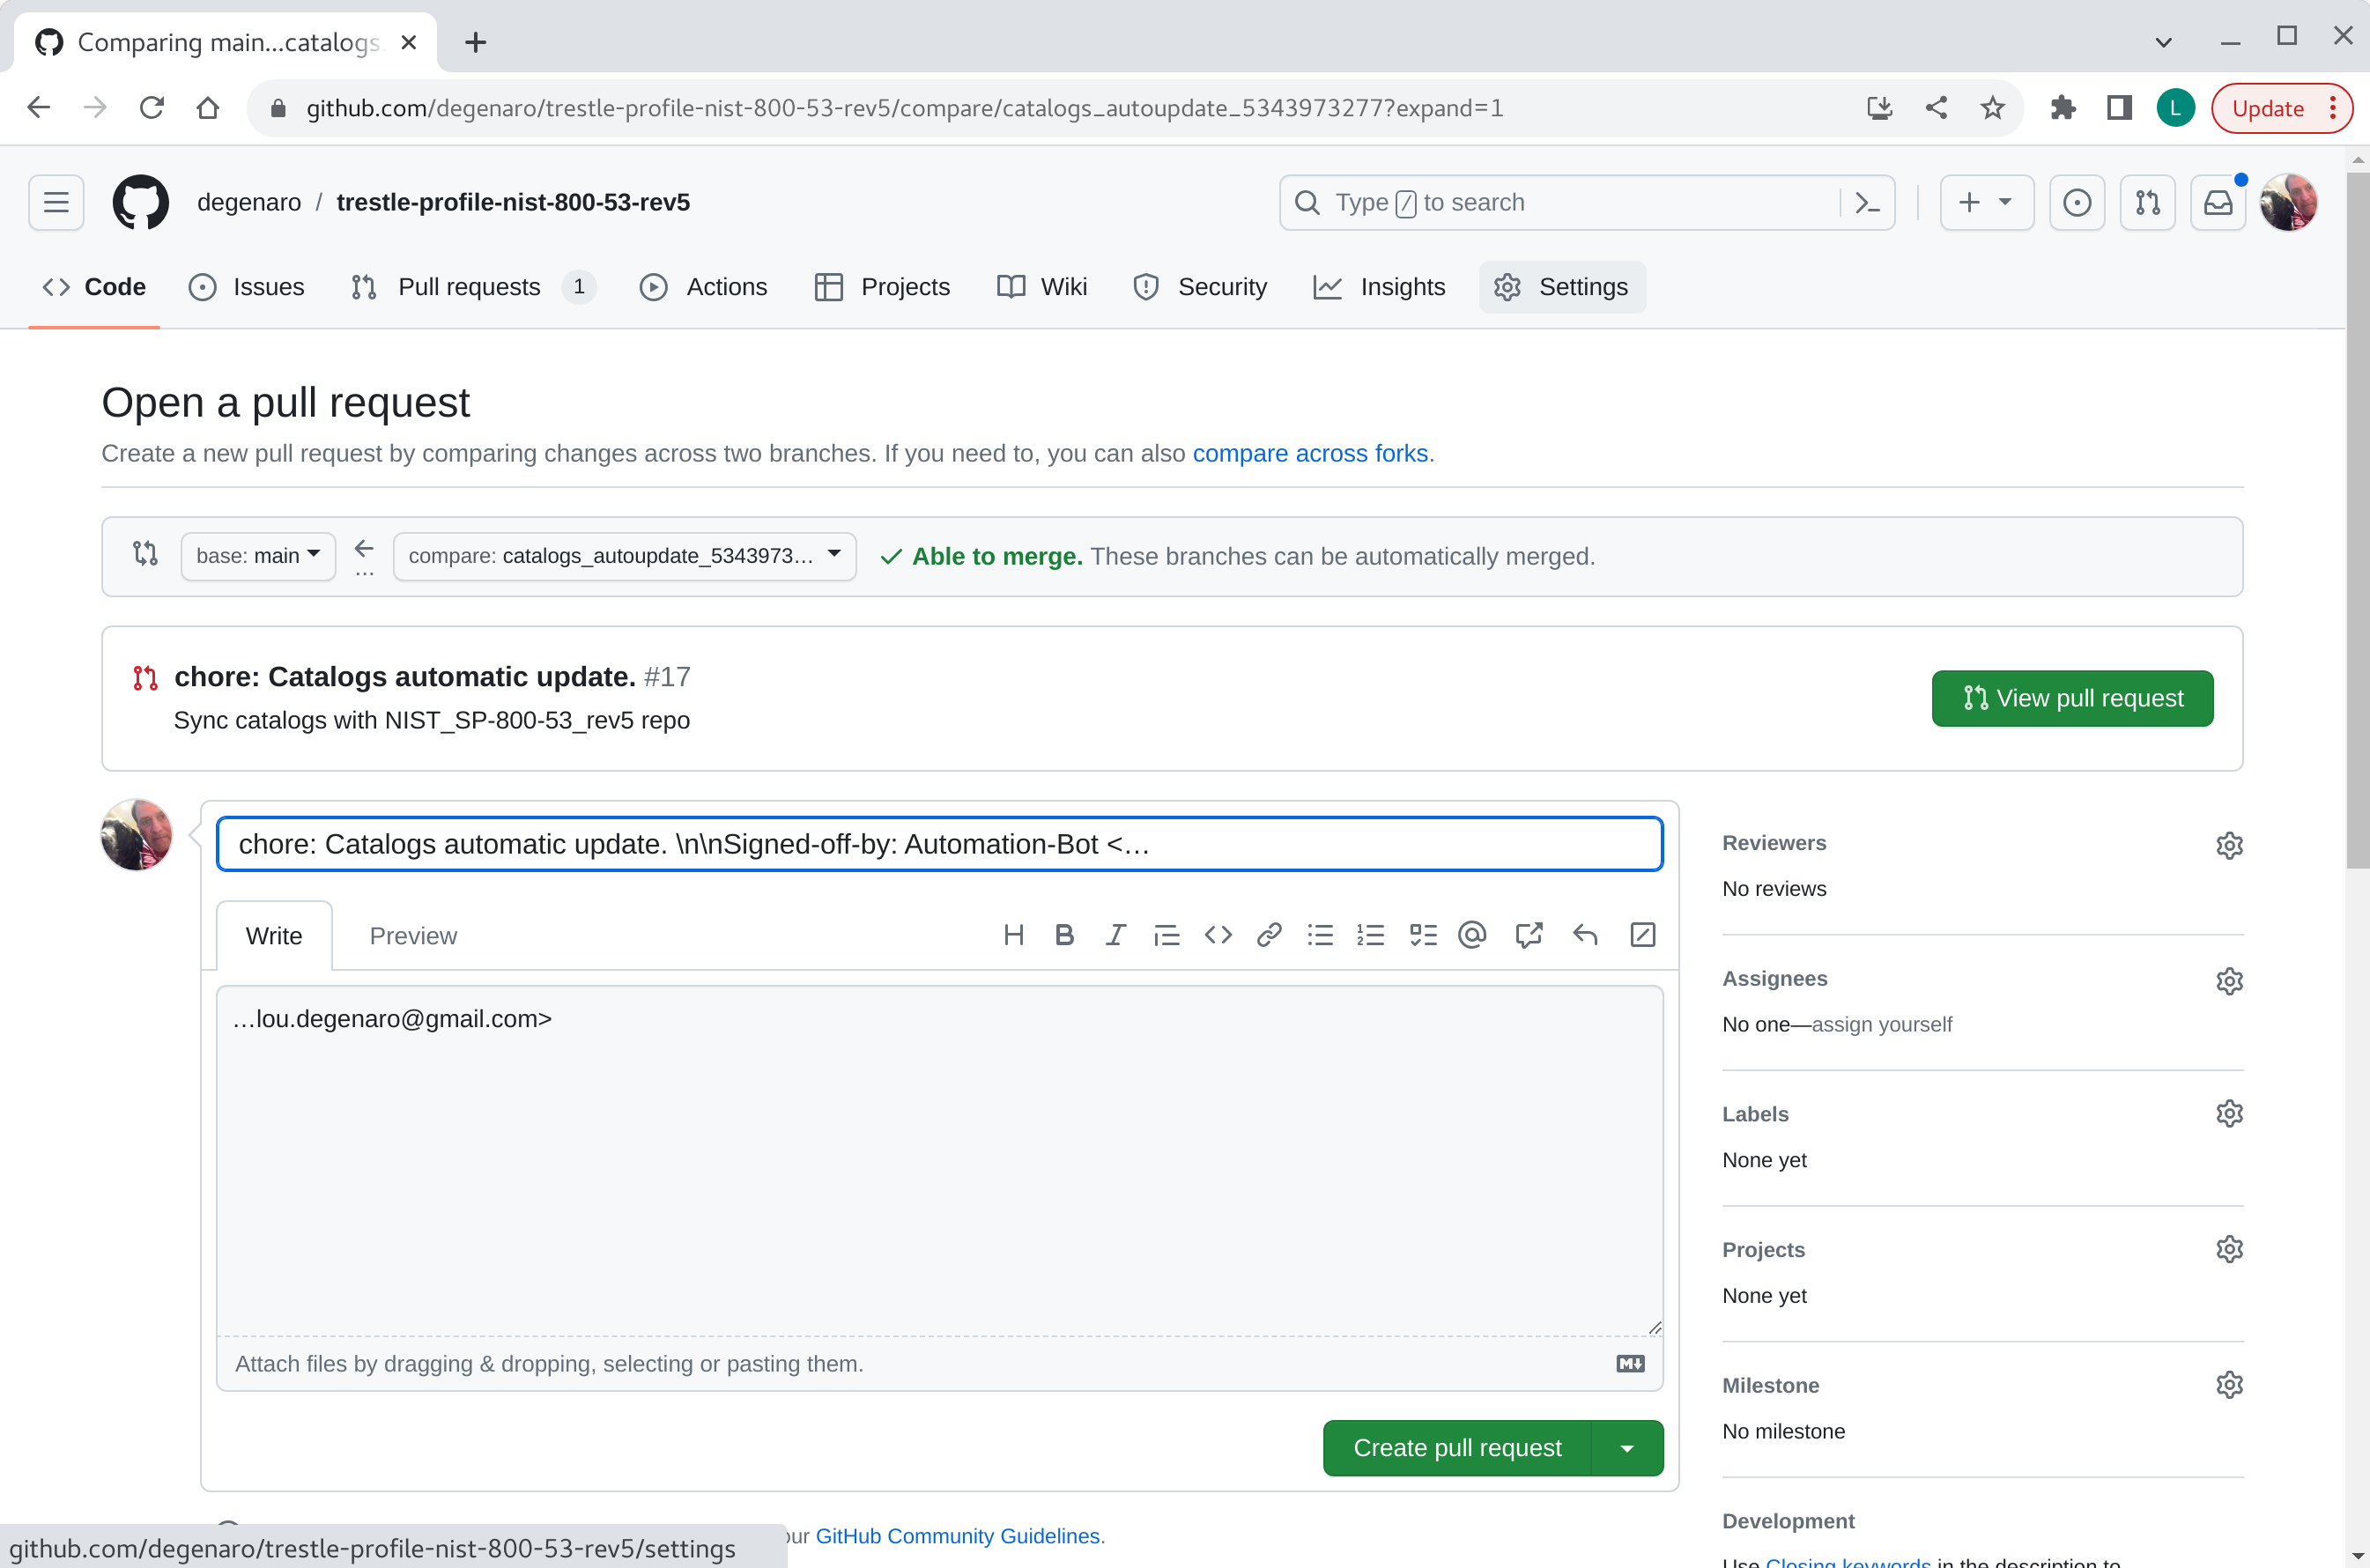 Comparing main...catalogs
github.com/degenaro/trestle-profile-nist-800-53-rev5/compare/catalogs_autoupdate_5343973277?expand=1
L
Update
degenaro / trestle-profile-nist-800-53-rev5
Type / to search
Code
Issues
Pull requests 1
Actions
Projects
Wiki
Security
Insights
Settings
Open a pull request
Create a new pull request by comparing changes across two branches. If you need to, you can also compare across forks.
base: main
...
compare: catalogs_autoupdate_5343973…
Able to merge. These branches can be automatically merged.
chore: Catalogs automatic update. #17
Sync catalogs with NIST_SP-800-53_rev5 repo
View pull request
chore: Catalogs automatic update. \n\nSigned-off-by: Automation-Bot <…
Write
Preview
…lou.degenaro@gmail.com>
Attach files by dragging & dropping, selecting or pasting them.
Create pull request
Reviewers
No reviews
Assignees
No one—assign yourself
Labels
None yet
Projects
None yet
Milestone
No milestone
Development
Use Closing keywords in the description to
GitHub Community Guidelines.
github.com/degenaro/trestle-profile-nist-800-53-rev5/settings